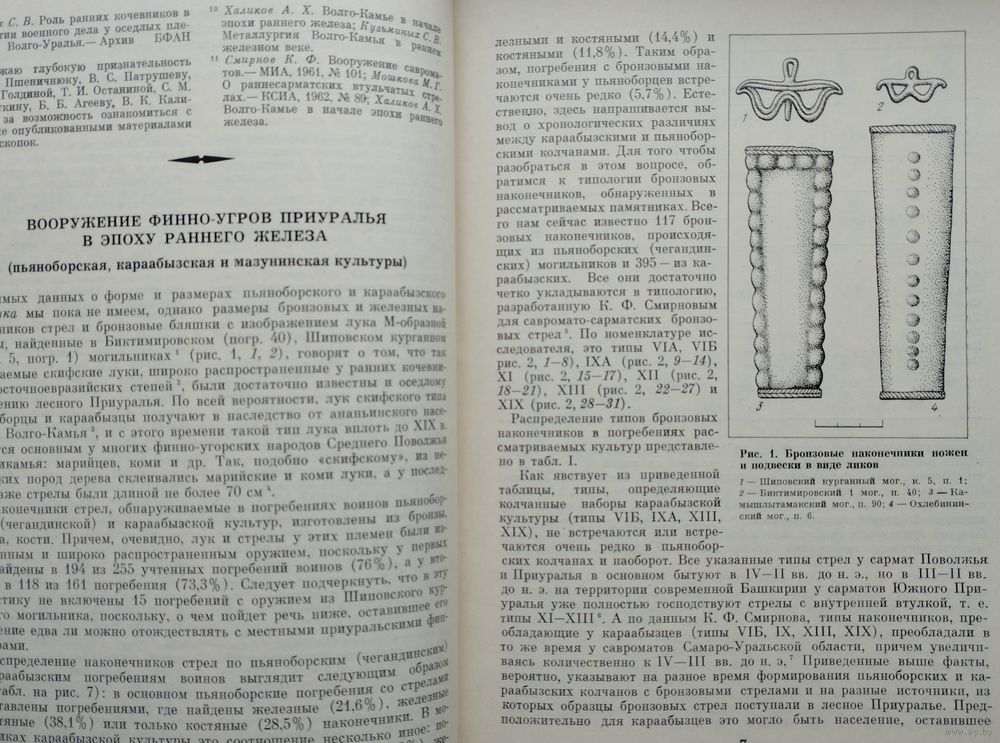 С. В. Роль ранних кочевников в
военного дела у оседлых пле-
Волго-Уралья.— Архив БФАН
глубокую признательность
Пшеничнюку, В. С. Патрушеву,
Голдиной, Т. И. Останиной, С. М.
Б. Б. Агееву, В. К. Кали-
за возможность ознакомиться с
опубликованными материалами
10 Халиков А. Х. Волго-Камье в начале
эпохи раннего железа; Кузьминых С. В.
Металлургия Волго-Камья в раннем
железном веке.
11 Смирнов К. Ф. Вооружение саврома-
тов.— МИА, 1961, № 101; Мошкова М. Г.
О раннесарматских втульчатых стре-
лах.— КСИА, 1962, № 89; Халиков А. Х.
Волго-Камье в начале эпохи раннего
железа.
ВООРУЖЕНИЕ ФИННО-УГРОВ ПРИУРАЛЬЯ
В ЭПОХУ РАННЕГО ЖЕЛЕЗА
(пьяноборская, караабызская и мазунинская культуры)
данных о форме и размерах пьяноборского и караабызского
мы пока не имеем, однако размеры бронзовых и железных на-
стрел и бронзовые бляшки с изображением лука М-образной
найденные в Биктимировском (погр. 40), Шиповском курганном
5, погр. 1) могильниках1 (рис. 1, 1, 2), говорят о том, что так
скифские луки, широко распространенные у ранних кочевни-
степей2, были достаточно известны и оседлому
лесного Приуралья. По всей вероятности, лук скифского типа
и караабызцы получают в наследство от ананьинского насе-
Волго-Камья3, и с этого времени такой тип лука вплоть до XIX в.
основным у многих финно-угорских народов Среднего Поволжья
марийцев, коми и др. Так, подобно «скифскому», из не-
пород дерева склеивались марийские и коми луки, а у послед-
стрелы были длиной не более 70 см4.
стрел, обнаруживаемые в погребениях воинов пьянобор-
(чегандинской) и караабызской культур, изготовлены из бронзы,
кости. Причем, очевидно, лук и стрелы у этих племен были из-
и широко распространенным оружием, поскольку у первых
в 194 из 255 учтенных погребений воинов (76%), а у вто-
в 118 из 161 погребения (73,3%). Следует подчеркнуть, что в эту
не включены 15 погребений с оружием из Шиповского кур-
могильника, поскольку, о чем пойдет речь ниже, оставившее его
едва ли можно отождествлять с местными приуральскими фин-
наконечников стрел по пьяноборским (чегандинским)
погребениям воинов выглядит следующим образом
табл. на рис. 7): в основном пьяноборские погребения со стрелами
погребениями, где найдены железные (21,6%), железные
(38,1%) или только костяные (28,5%) наконечники. В мо-
караабызской культуры это соотношение несколько иное: по-
лезными и костяными (14,4%) и
костяными (11,8%). Таким обра-
зом, погребения с бронзовыми на-
конечниками у пьяноборцев встре-
чаются очень редко (5,7%). Есте-
ственно, здесь напрашивается вы-
вод о хронологических различиях
между караабызскими и пьянобор-
скими колчанами. Для того чтобы
разобраться в этом вопросе, об-
ратимся к типологии бронзовых
наконечников, обнаруженных в
рассматриваемых памятниках. Все-
го нам сейчас известно 117 брон-
зовых наконечников, происходя-
щих из пьяноборских (чегандин-
ских) могильников и 395 — из ка-
раабызских. Все они достаточно
четко укладываются в типологию,
разработанную К. Ф. Смирновым
для савромато-сарматских бронзо-
вых стрел5. По номенклатуре ис-
следователя, это типы VIA, VIБ
рис. 2, 1—8), IXA (рис. 2, 9—14),
XI (рис. 2, 15—17), XII (рис. 2,
18—21), XIII (рис. 2, 22—27) и
XIX (рис. 2, 28—31).
Распределение типов бронзовых
наконечников в погребениях рас-
сматриваемых культур представле-
но в табл. I.
Как явствует из приведенной
таблицы, типы, определяющие
колчанные наборы караабызской
культуры (типы VIБ, IXA, XIII,
XIX), не встречаются или встре-
чаются очень редко в пьянобор-
1
2
3
4
Рис. 1. Бронзовые наконечники ножен
и подвески в виде ликов
1 — Шиповский курганный мог., к. 5, п. 1;
2 — Биктимировский 1 мог., п. 40; 3 — Ка-
мышлытамакский мог., п. 90; 4 — Охлебинин-
ский мог., п. 6.
ских колчанах и наоборот. Все указанные типы стрел у сармат Поволжья
и Приуралья в основном бытуют в IV—II вв. до н. э., но в III—II вв.
до н. э. на территории современной Башкирии у сарматов Южного При-
уралья уже полностью господствуют стрелы с внутренней втулкой, т. е.
типы XI—XIII6. А по данным К. Ф. Смирнова, типы наконечников, пре-
обладающие у караабызцев (типы VIБ, IX, XIII, XIX), преобладали в
то же время у савроматов Самаро-Уральской области, причем увеличи-
ваясь количественно к IV—III вв. до н. э.7 Приведенные выше факты,
вероятно, указывают на разное время формирования пьяноборских и ка-
раабызских колчанов с бронзовыми стрелами и на разные источники, из
которых образцы бронзовых стрел поступали в лесное Приуралье. Пред-
положительно для караабызцев это могло быть население, оставившее
www.ay.by